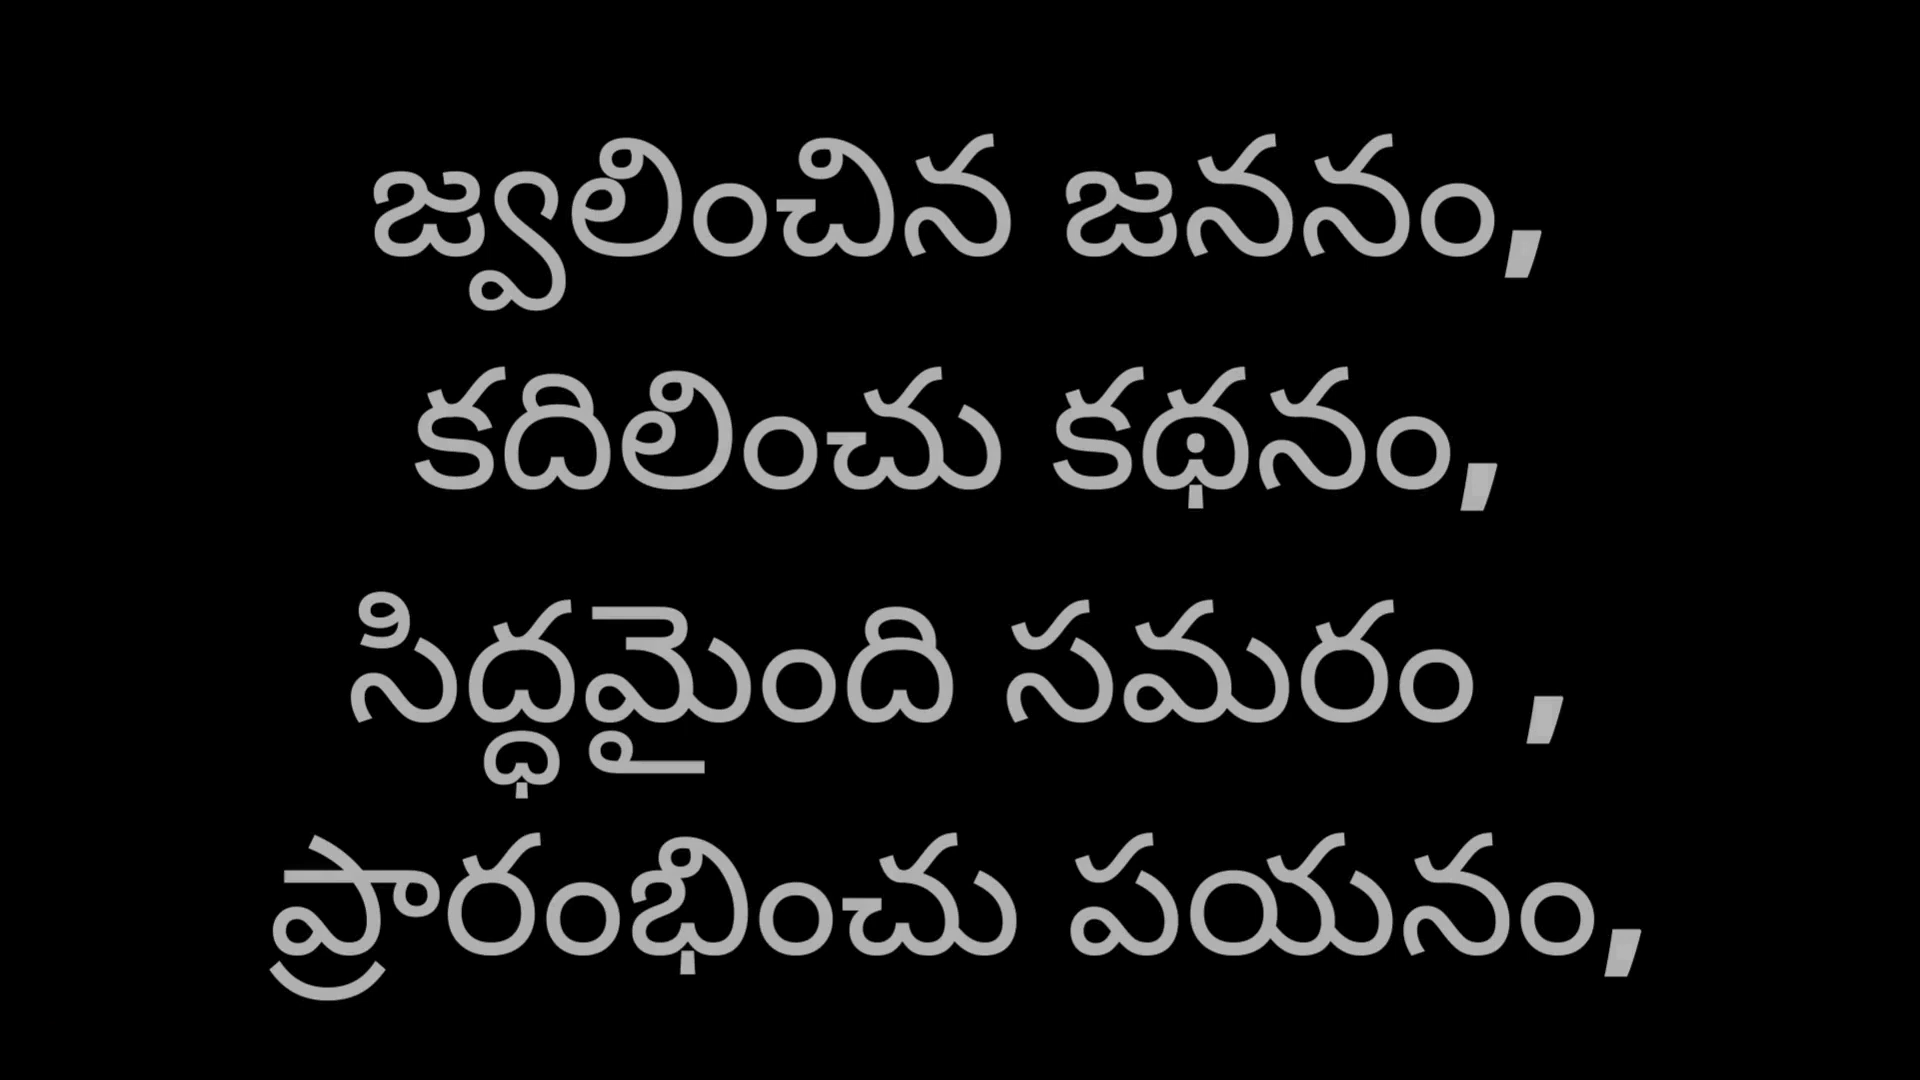 జ్వలించిన జననం,
కదిలించు కథనం,
సిద్ధమైంది సమరం ,
ప్రారంభించు పయనం,